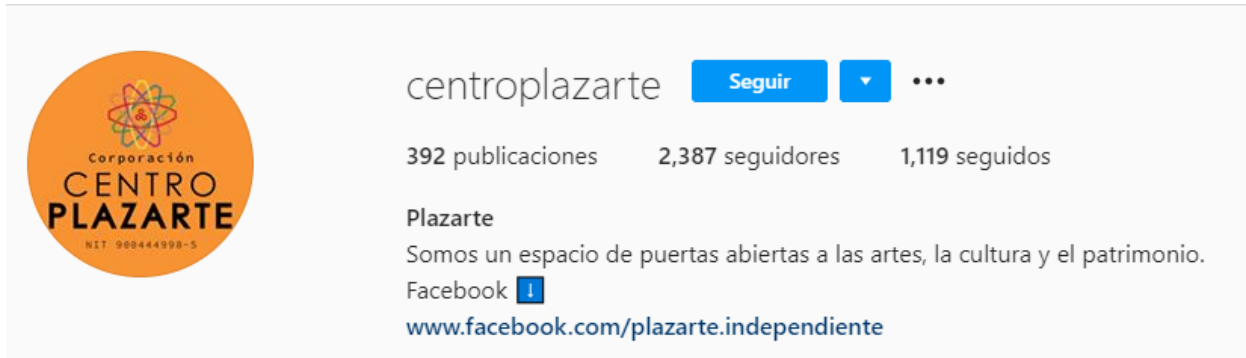 Corporación
CENTRO
PLAZARTE
NIT 900444998-5
centroplazarte Seguir
392 publicaciones 2,387 seguidores 1,119 seguidos
Plazarte
Somos un espacio de puertas abiertas a las artes, la cultura y el patrimonio.
Facebook ⬇
www.facebook.com/plazarte.independiente